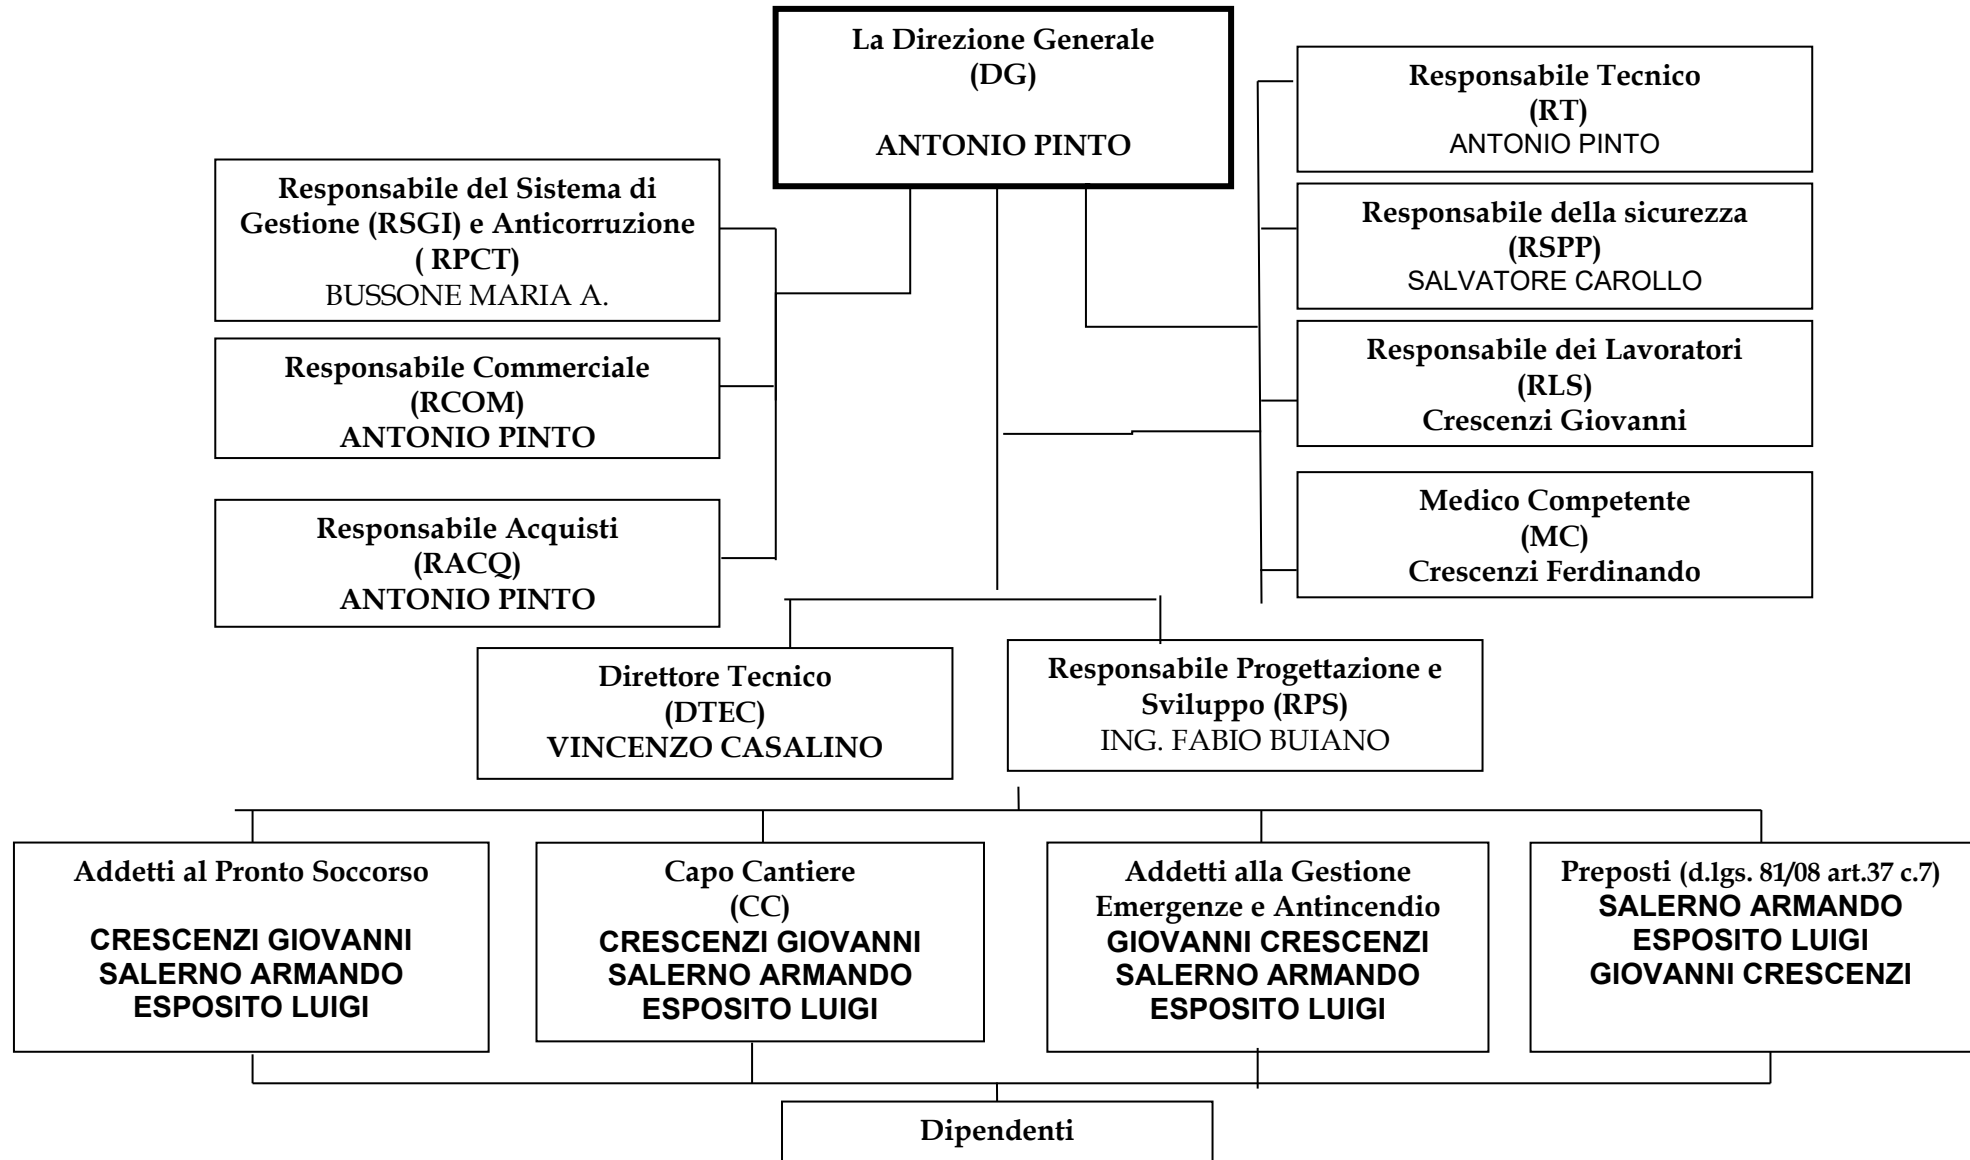 La Direzione Generale
(DG)
ANTONIO PINTO
Responsabile Tecnico
(RT)
ANTONIO PINTO
Responsabile del Sistema di
Gestione (RSGI) e Anticorruzione
( RPCT)
BUSSONE MARIA A.
Responsabile della sicurezza
(RSPP)
SALVATORE CAROLLO
Responsabile Commerciale
(RCOM)
ANTONIO PINTO
Responsabile dei Lavoratori
(RLS)
Crescenzi Giovanni
Responsabile Acquisti
(RACQ)
ANTONIO PINTO
Medico Competente
(MC)
Crescenzi Ferdinando
Direttore Tecnico
(DTEC)
VINCENZO CASALINO
Responsabile Progettazione e
Sviluppo (RPS)
ING. FABIO BUIANO
Addetti al Pronto Soccorso
CRESCENZI GIOVANNI
SALERNO ARMANDO
ESPOSITO LUIGI
Capo Cantiere
(CC)
CRESCENZI GIOVANNI
SALERNO ARMANDO
ESPOSITO LUIGI
Addetti alla Gestione
Emergenze e Antincendio
GIOVANNI CRESCENZI
SALERNO ARMANDO
ESPOSITO LUIGI
Preposti (d.lgs. 81/08 art.37 c.7)
SALERNO ARMANDO
ESPOSITO LUIGI
GIOVANNI CRESCENZI
Dipendenti